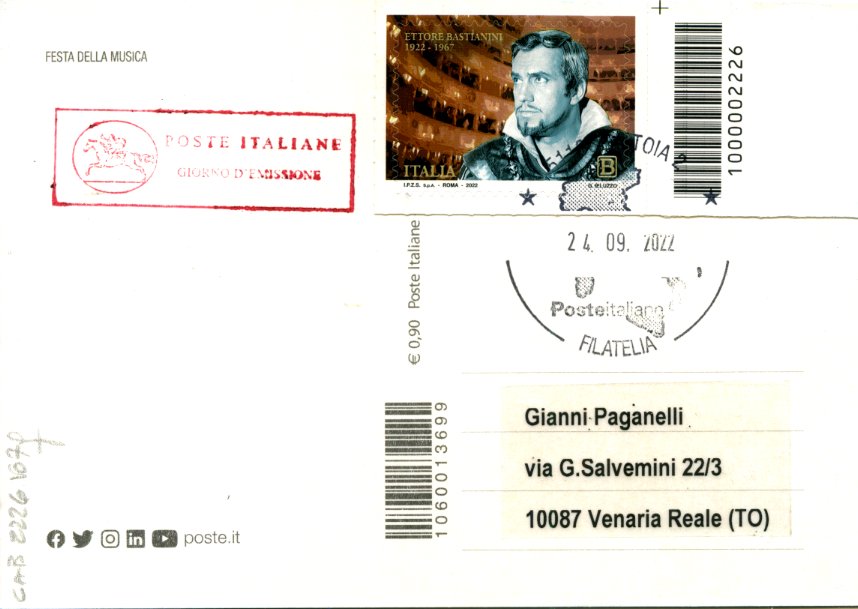 FESTA DELLA MUSICA
POSTE ITALIANE
GIORNO D'EMISSIONE
ETTORE BASTIANINI
1922 - 1967
ITALIA
B
I.P.Z.S. S.p.A. - ROMA - 2022
1000002226
TOIA 2
24. 09. 2022
Posteitaliane
FILATELIA
€ 0,90 Poste Italiane
1060013699
Gianni Paganelli
via G.Salvemini 22/3
10087 Venaria Reale (TO)
poste.it
CAB 2226